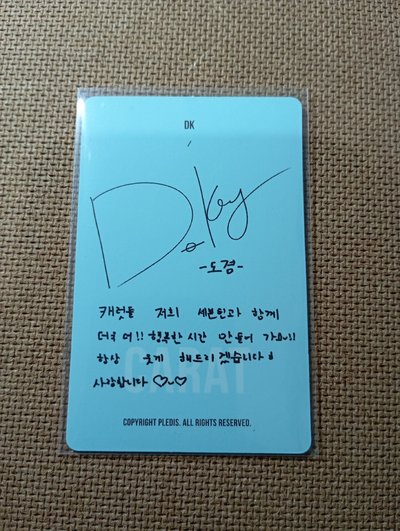 DK
D.ky
-도겸-
캐럿들 저희 세븐틴과 함께
더욱 더!! 행복한 시간 만들어 가요!!
항상 웃게 해드리겠습니다
사랑합니다 ♡~♡
CARAT
COPYRIGHT PLEDIS. ALL RIGHTS RESERVED.